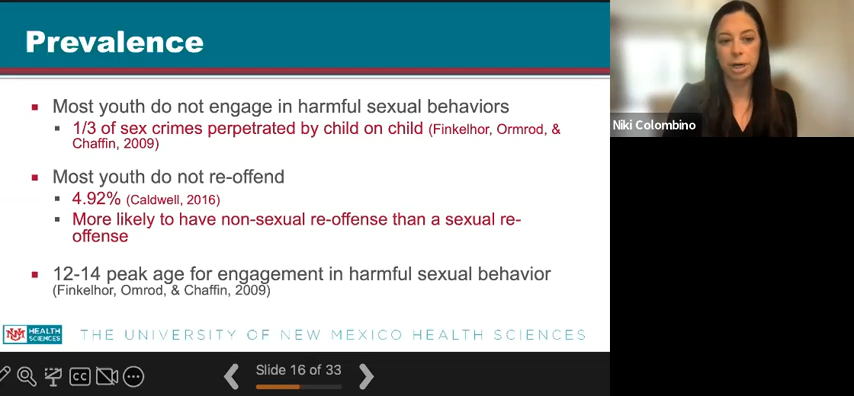 Prevalence
Most youth do not engage in harmful sexual behaviors
1/3 of sex crimes perpetrated by child on child (Finkelhor, Ormrod, &
Chaffin, 2009)
Most youth do not re-offend
4.92% (Caldwell, 2016)
More likely to have non-sexual re-offense than a sexual re-
offense
12-14 peak age for engagement in harmful sexual behavior
(Finkelhor, Omrod, & Chaffin, 2009)
UNM HEALTH
SCIENCES
THE UNIVERSITY OF NEW MEXICO HEALTH SCIENCES
CC
Slide 16 of 33
Niki Colombino